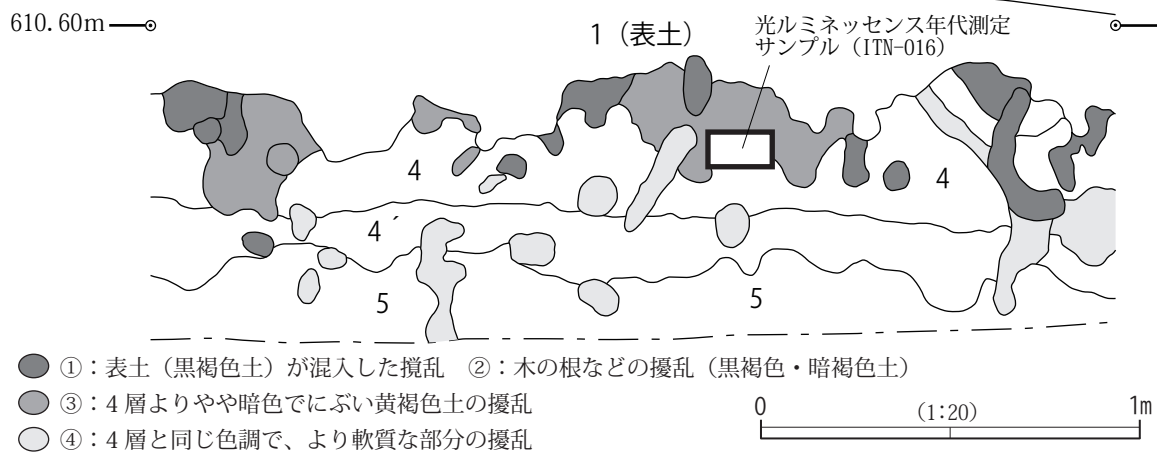 610.60m
1（表土）
光ルミネッセンス年代測定
サンプル（ITN-016）
4
4
4´
5
5
①：表土（黒褐色土）が混入した撹乱　②：木の根などの擾乱（黒褐色・暗褐色土）
③：4層よりやや暗色でにぶい黄褐色土の擾乱
④：4層と同じ色調で、より軟質な部分の擾乱
0　(1:20)　1m